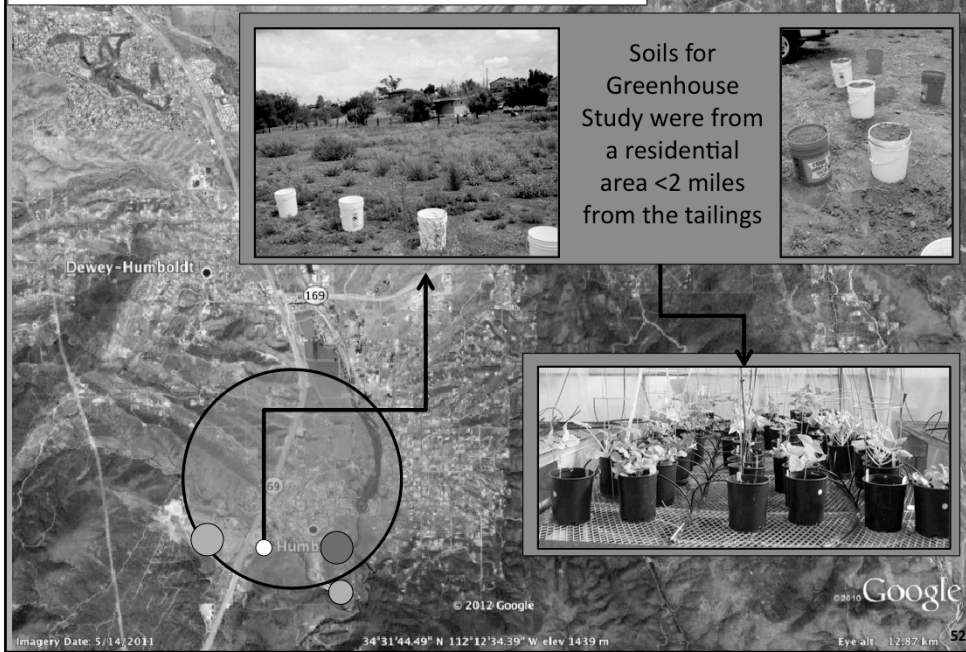 Soils for
Greenhouse
Study were from
a residential
area <2 miles
from the tailings
Dewey-Humboldt
169
69
Humb
© 2012 Google
© 2010 Google
Imagery Date: 5/14/2011
34°31'44.49" N 112°12'34.39" W elev 1439 m
Eye alt 12.87 km
52